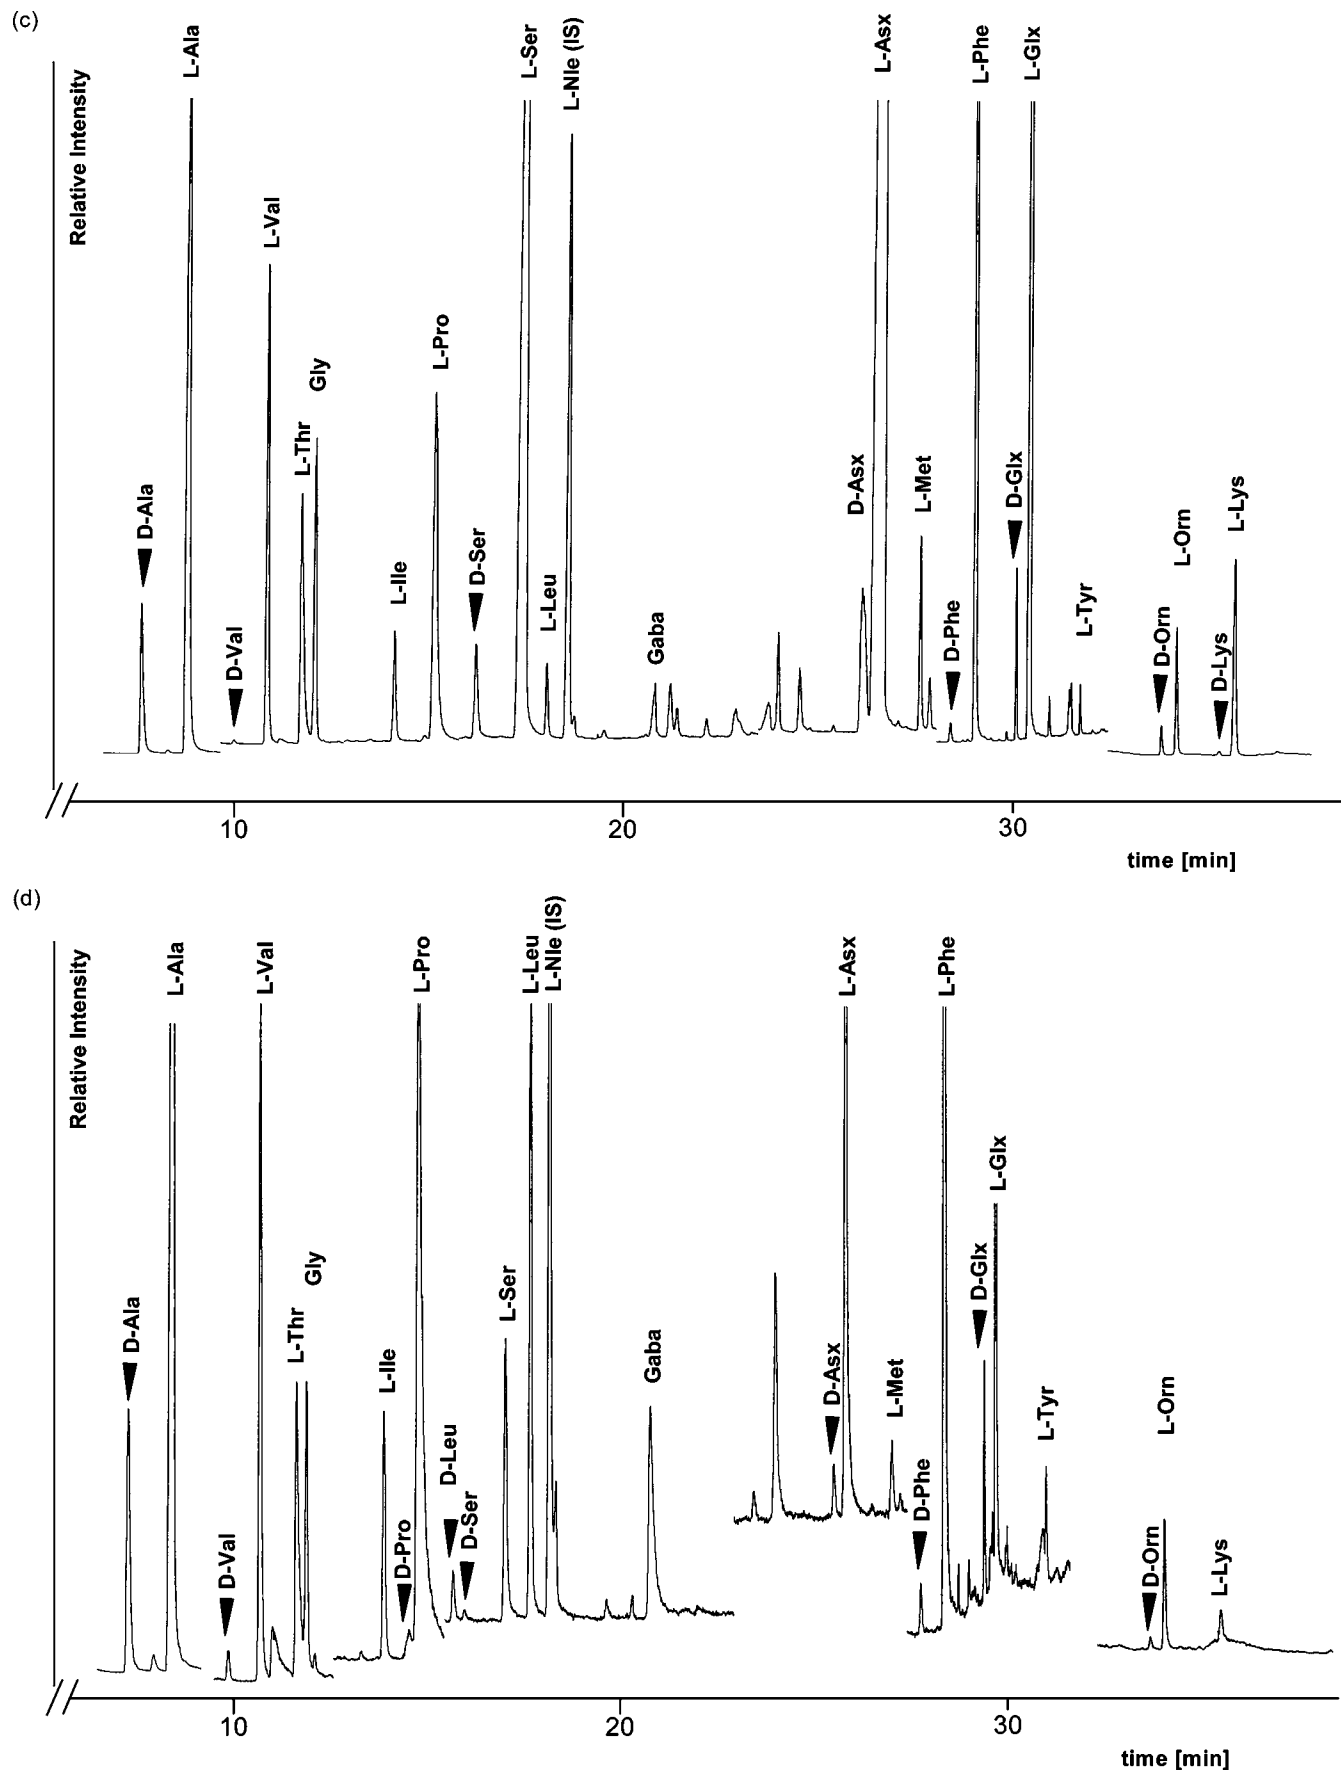 (c)
Relative Intensity
D-Ala
L-Ala
D-Val
L-Val
L-Thr
Gly
L-Ile
L-Pro
D-Ser
L-Ser
L-Leu
L-Nle (IS)
Gaba
D-Asx
L-Asx
L-Met
D-Phe
L-Phe
D-Glx
L-Glx
L-Tyr
D-Orn
L-Orn
D-Lys
L-Lys
10
20
30
time [min]
(d)
Relative Intensity
D-Ala
L-Ala
D-Val
L-Val
L-Thr
Gly
L-Ile
D-Pro
L-Pro
D-Leu
D-Ser
L-Ser
L-Leu
L-Nle (IS)
Gaba
D-Asx
L-Asx
L-Met
D-Phe
L-Phe
D-Glx
L-Glx
L-Tyr
D-Orn
L-Orn
L-Lys
10
20
30
time [min]